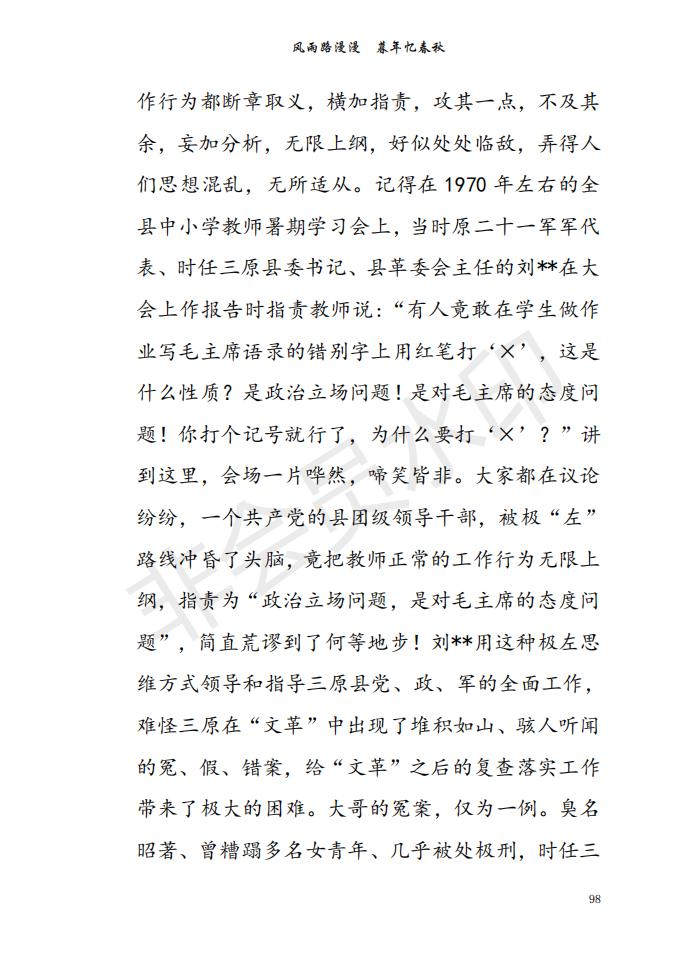 风雨路漫漫　暮年忆春秋
作行为都断章取义，横加指责，攻其一点，不及其
余，妄加分析，无限上纲，好似处处临敌，弄得人
们思想混乱，无所适从。记得在 1970 年左右的全
县中小学教师暑期学习会上，当时原二十一军军代
表、时任三原县委书记、县革委会主任的刘**在大
会上作报告时指责教师说：“有人竟敢在学生做作
业写毛主席语录的错别字上用红笔打‘×’，这是
什么性质？是政治立场问题！是对毛主席的态度问
题！你打个记号就行了，为什么要打‘×’？”讲
到这里，会场一片哗然，啼笑皆非。大家都在议论
纷纷，一个共产党的县团级领导干部，被极“左”
路线冲昏了头脑，竟把教师正常的工作行为无限上
纲，指责为“政治立场问题，是对毛主席的态度问
题”，简直荒谬到了何等地步！刘**用这种极左思
维方式领导和指导三原县党、政、军的全面工作，
难怪三原在“文革”中出现了堆积如山、骇人听闻
的冤、假、错案，给“文革”之后的复查落实工作
带来了极大的困难。大哥的冤案，仅为一例。臭名
昭著、曾糟蹋多名女青年、几乎被处极刑，时任三
98
非会员水印